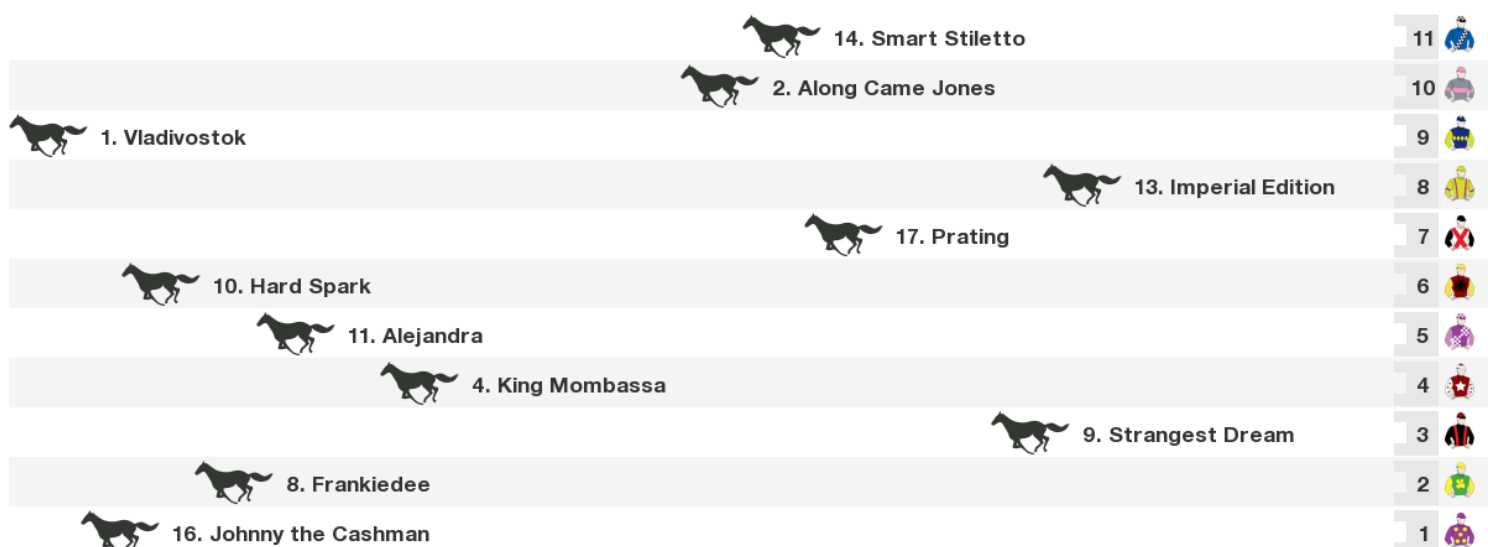 14. Smart Stiletto 11
2. Along Came Jones 10
1. Vladivostok 9
13. Imperial Edition 8
17. Prating 7
10. Hard Spark 6
11. Alejandra 5
4. King Mombassa 4
9. Strangest Dream 3
8. Frankiedee 2
16. Johnny the Cashman 1